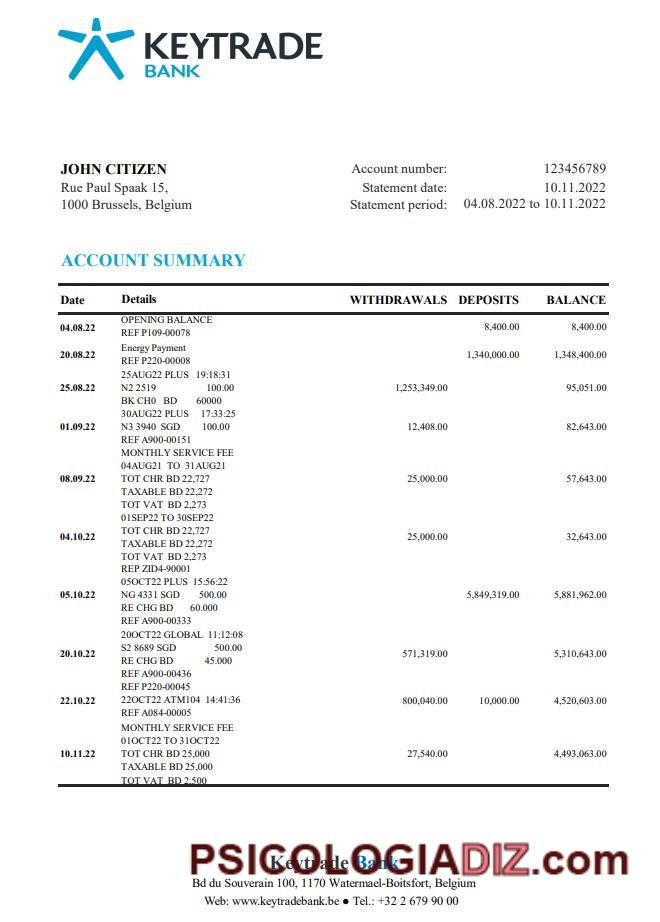 KEYTRADE
BANK
JOHN CITIZEN
Rue Paul Spaak 15,
1000 Brussels, Belgium
Account number: 123456789
Statement date: 10.11.2022
Statement period: 04.08.2022 to 10.11.2022
ACCOUNT SUMMARY
Date Details WITHDRAWALS DEPOSITS BALANCE
OPENING BALANCE
04.08.22 8,400.00 8,400.00
REF P109-00078
Energy Payment
20.08.22 1,340,000.00 1,348,400.00
REF P220-00008
25AUG22 PLUS 19:18:31
25.08.22 N2 2519 100.00 1,253,349.00 95,051.00
BK CH0 BD 60000
30AUG22 PLUS 17:33:25
01.09.22 N3 3940 SGD 100.00 12,408.00 82,643.00
REF A900-00151
MONTHLY SERVICE FEE
04AUG21 TO 31AUG21
08.09.22 TOT CHR BD 22,727 25,000.00 57,643.00
TAXABLE BD 22,272
TOT VAT BD 2,273
01SEP22 TO 30SEP22
04.10.22 TOT CHR BD 22,727 25,000.00 32,643.00
TAXABLE BD 22,272
TOT VAT BD 2,273
REP ZID4-90001
05OCT22 PLUS 15:56:22
05.10.22 NG 4331 SGD 500.00 5,849,319.00 5,881,962.00
RE CHG BD 60.000
REF A900-00333
20OCT22 GLOBAL 11:12:08
S2 8689 SGD 500.00
20.10.22 571,319.00 5,310,643.00
RE CHG BD 45.000
REF A900-00436
REF P220-00045
22.10.22 22OCT22 ATM104 14:41:36 800,040.00 10,000.00 4,520,603.00
REF A084-00005
MONTHLY SERVICE FEE
01OCT22 TO 31OCT22
10.11.22 TOT CHR BD 25,000 27,540.00 4,493,063.00
TAXABLE BD 25,000
TOT VAT BD 2,500
Keytrade Bank
PSICOLOGIADIZ.com
Bd du Souverain 100, 1170 Watermael-Boitsfort, Belgium
Web: www.keytradebank.be ● Tel.: +32 2 679 90 00